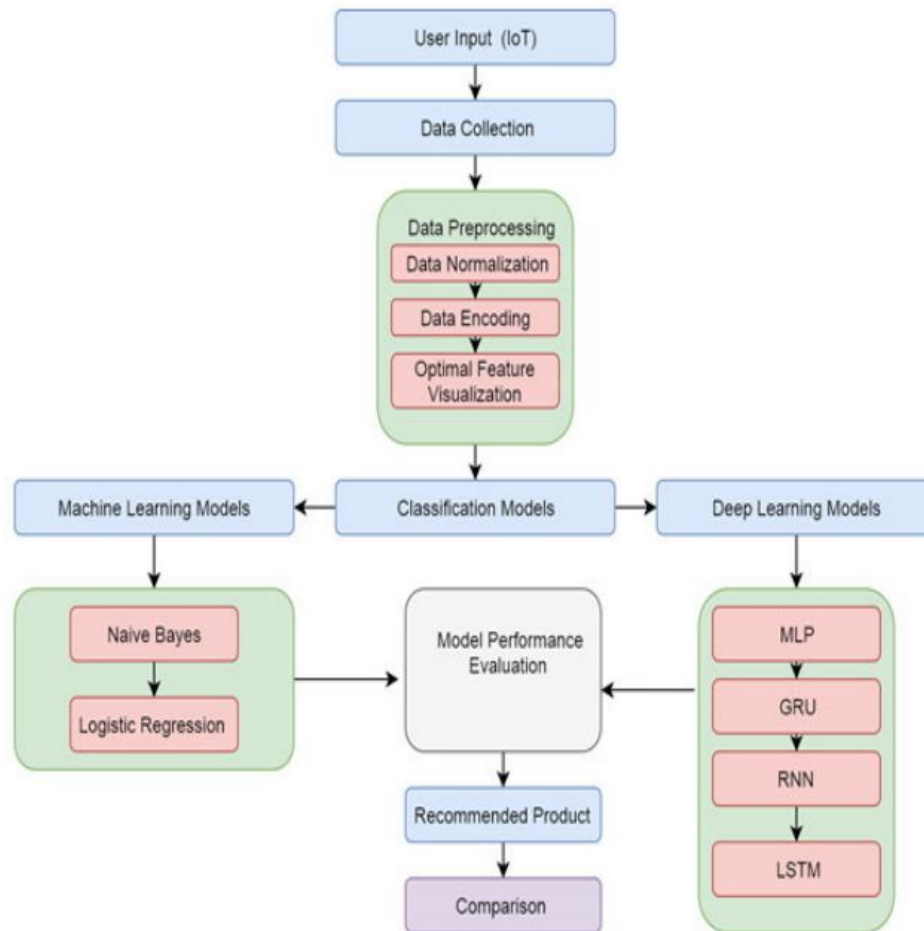 User Input (IoT)
Data Collection
Data Preprocessing
Data Normalization
Data Encoding
Optimal Feature
Visualization
Machine Learning Models
Classification Models
Deep Learning Models
Naive Bayes
Logistic Regression
Model Performance
Evaluation
MLP
GRU
RNN
LSTM
Recommended Product
Comparison